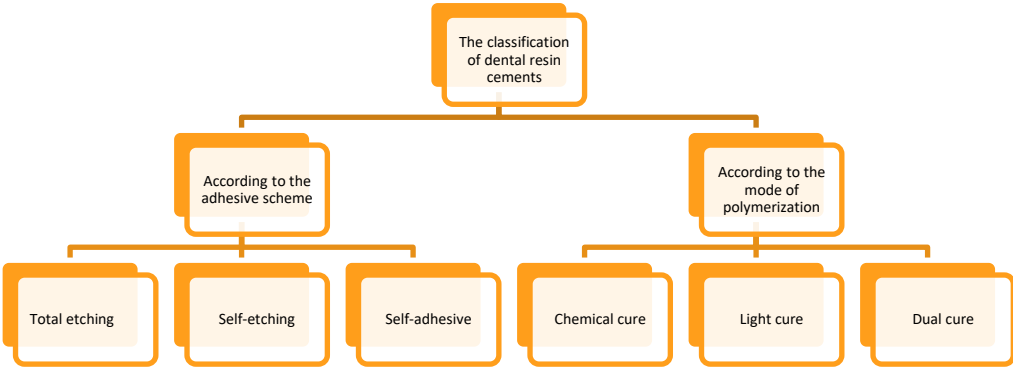 The classification
of dental resin
cements
According to the
adhesive scheme
According to the
mode of
polymerization
Total etching
Self-etching
Self-adhesive
Chemical cure
Light cure
Dual cure